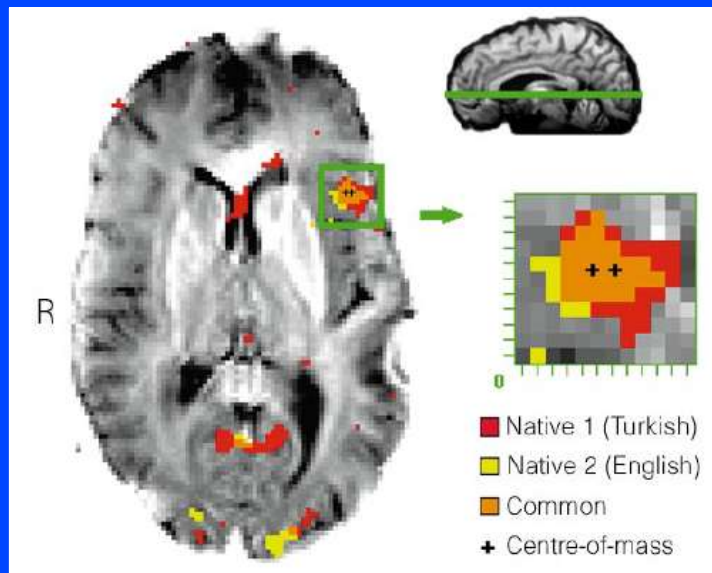 R
0
Native 1 (Turkish)
Native 2 (English)
Common
Centre-of-mass